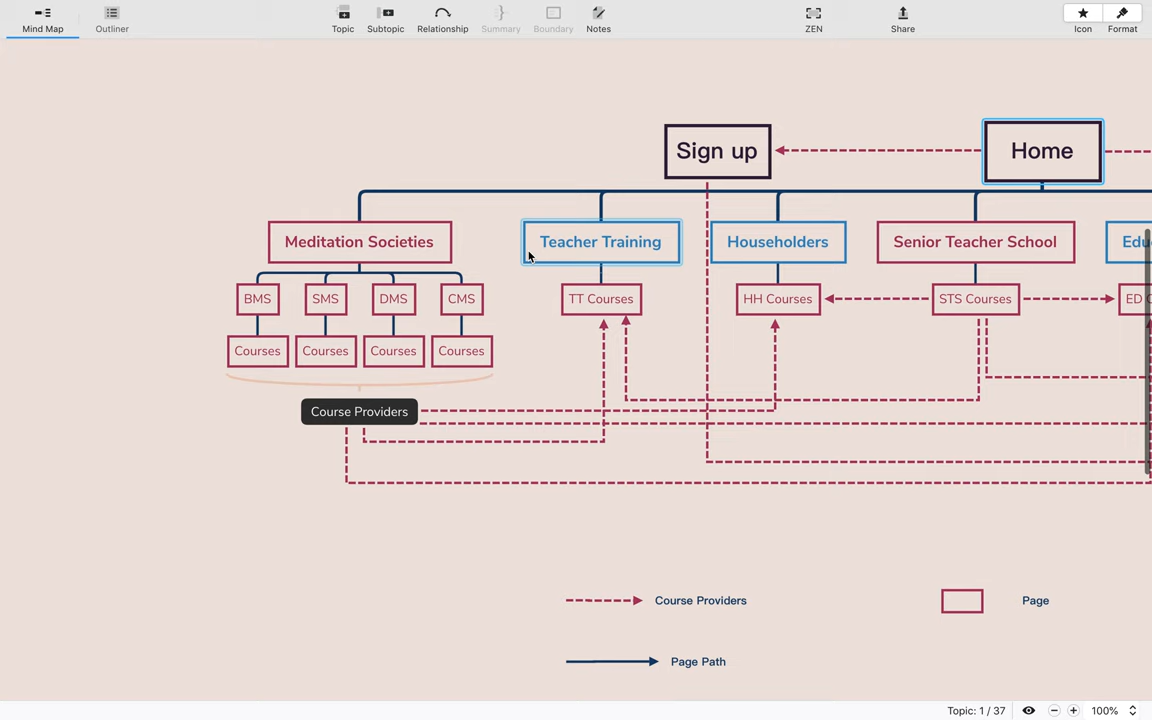 Mind Map
Outliner
Topic
Subtopic
Relationship
Summary
Boundary
Notes
ZEN
Share
Icon
Format
Sign up
Home
Meditation Societies
Teacher Training
Householders
Senior Teacher School
Edu
BMS
SMS
DMS
CMS
TT Courses
HH Courses
STS Courses
ED
Courses
Courses
Courses
Courses
Course Providers
Course Providers
Page
Page Path
Topic: 1 / 37
100%